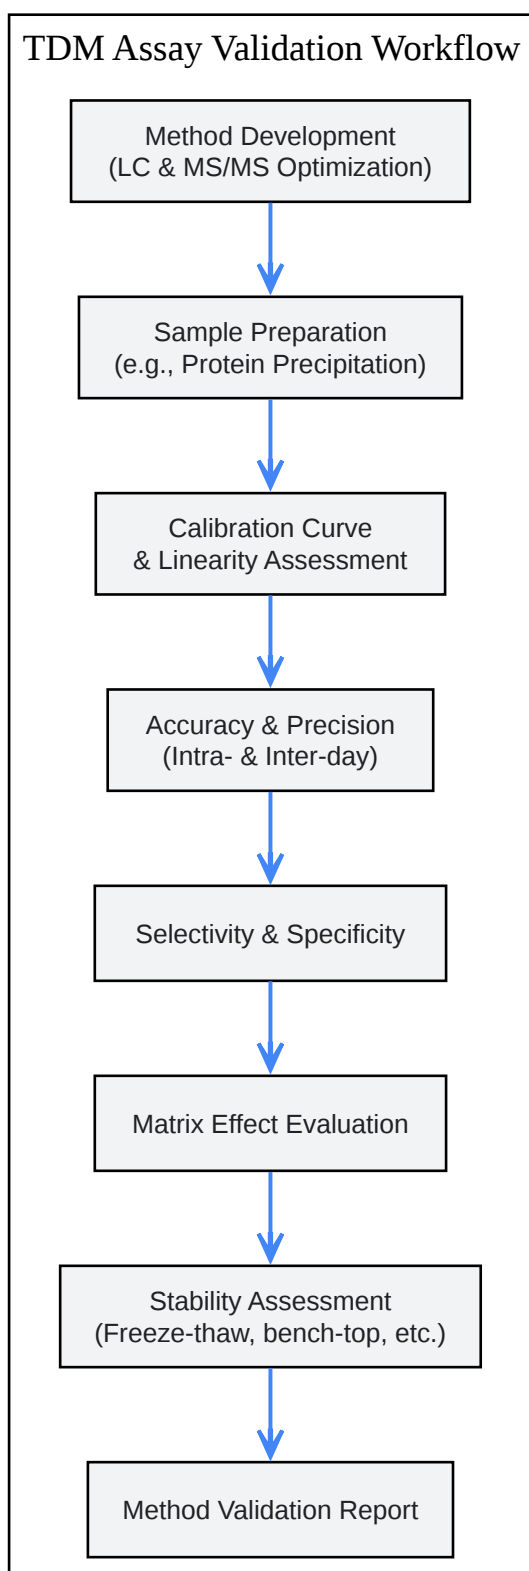 TDM Assay Validation Workflow
Method Development
(LC & MS/MS Optimization)
Sample Preparation
(e.g., Protein Precipitation)
Calibration Curve
& Linearity Assessment
Accuracy & Precision
(Intra- & Inter-day)
Selectivity & Specificity
Matrix Effect Evaluation
Stability Assessment
(Freeze-thaw, bench-top, etc.)
Method Validation Report